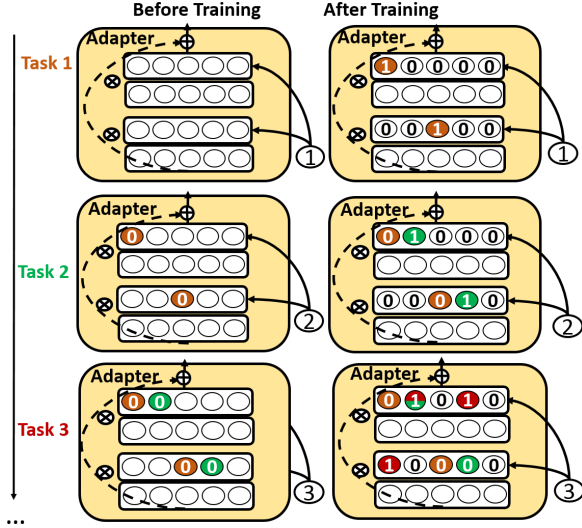 Before Training
After Training
Task 1
Adapter
1
Adapter
1 0 0 0 0
0 0 1 0 0
1
Task 2
Adapter
0
0
2
Adapter
0 1 0 0 0
0 0 0 1 0
2
Task 3
Adapter
0 0
0 0
3
Adapter
0 1 0 1 0
1 0 0 0 0
3
...